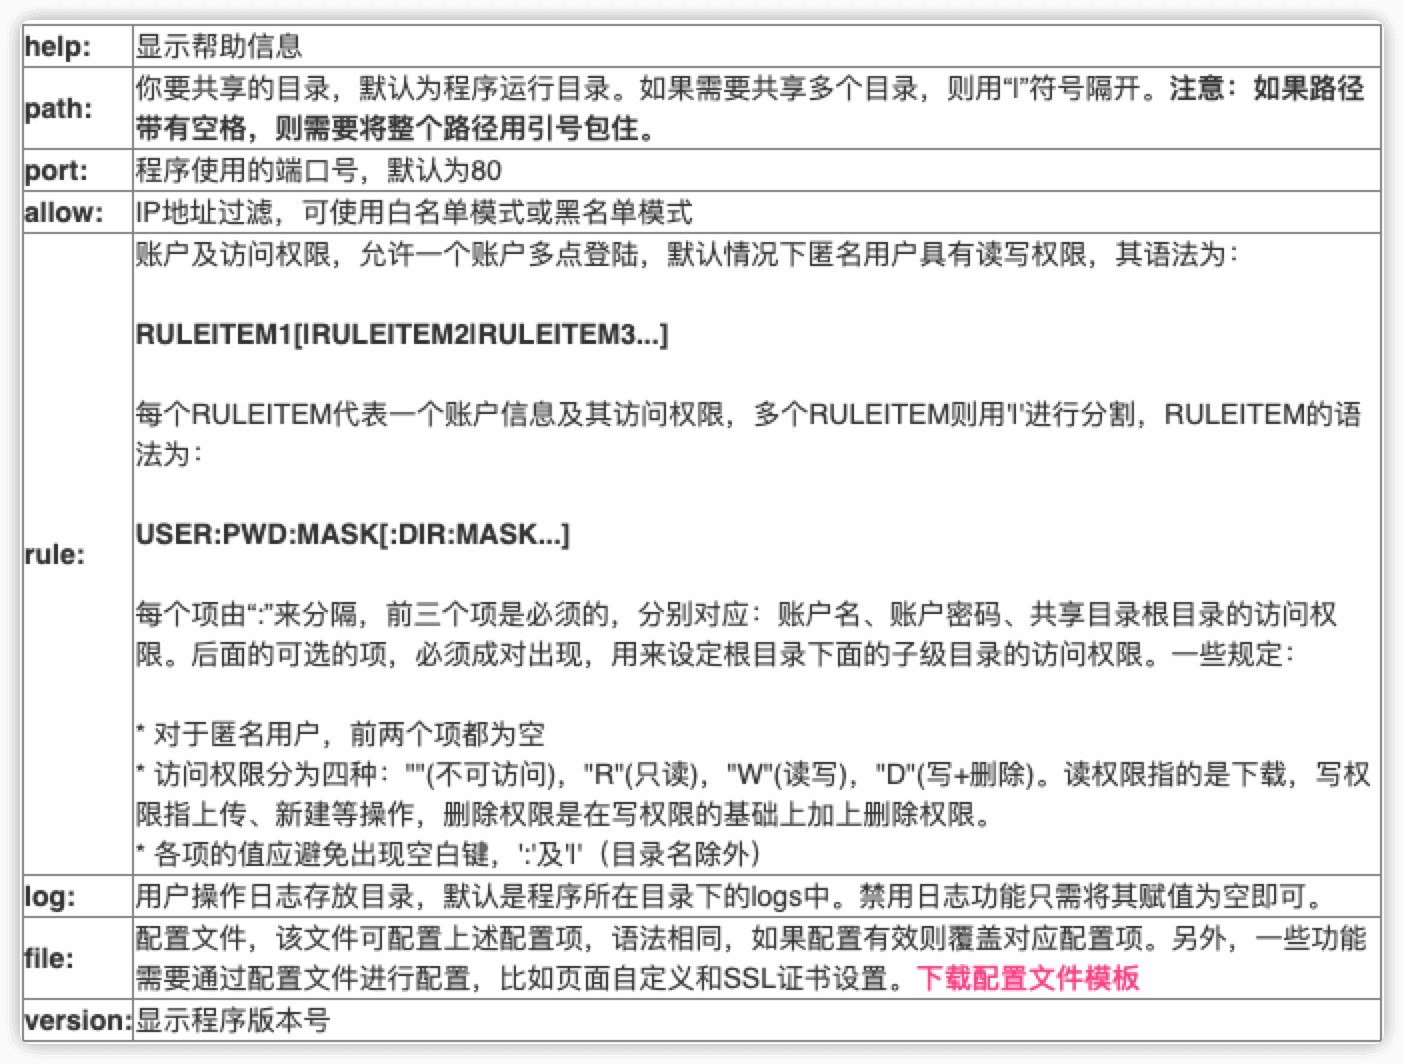 help: 显示帮助信息
path: 你要共享的目录，默认为程序运行目录。如果需要共享多个目录，则用“|”符号隔开。注意：如果路径
带有空格，则需要将整个路径用引号包住。
port: 程序使用的端口号，默认为80
allow: IP地址过滤，可使用白名单模式或黑名单模式
rule: 账户及访问权限，允许一个账户多点登陆，默认情况下匿名用户具有读写权限，其语法为：
RULEITEM1[|RULEITEM2|RULEITEM3...]
每个RULEITEM代表一个账户信息及其访问权限，多个RULEITEM则用'|'进行分割，RULEITEM的语
法为：
USER:PWD:MASK[:DIR:MASK...]
每个项由“:”来分隔，前三个项是必须的，分别对应：账户名、账户密码、共享目录根目录的访问权
限。后面的可选的项，必须成对出现，用来设定根目录下面的子级目录的访问权限。一些规定：
* 对于匿名用户，前两个项都为空
* 访问权限分为四种：""(不可访问)，"R"(只读)，"W"(读写)，"D"(写+删除)。读权限指的是下载，写权
限指上传、新建等操作，删除权限是在写权限的基础上加上删除权限。
* 各项的值应避免出现空白键，':'及'|'（目录名除外）
log: 用户操作日志存放目录，默认是程序所在目录下的logs中。禁用日志功能只需将其赋值为空即可。
file: 配置文件，该文件可配置上述配置项，语法相同，如果配置有效则覆盖对应配置项。另外，一些功能
需要通过配置文件进行配置，比如页面自定义和SSL证书设置。下载配置文件模板
version: 显示程序版本号